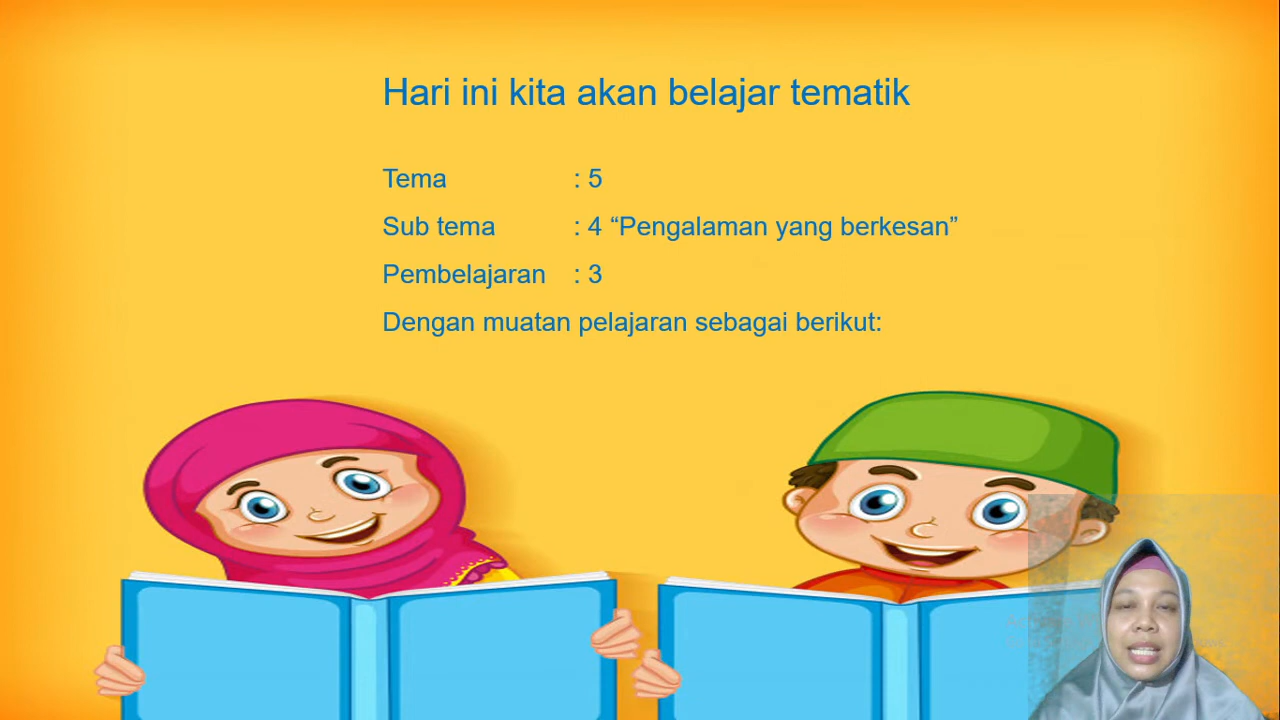 Hari ini kita akan belajar tematik
Tema : 5
Sub tema : 4 “Pengalaman yang berkesan”
Pembelajaran : 3
Dengan muatan pelajaran sebagai berikut: